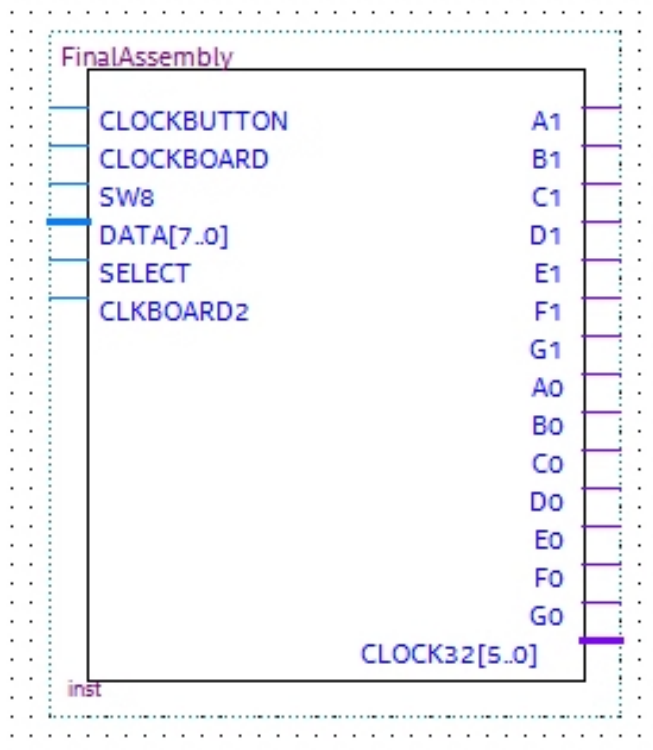 FinalAssembly
CLOCKBUTTON
CLOCKBOARD
SW8
DATA[7..0]
SELECT
CLKBOARD2
A1
B1
C1
D1
E1
F1
G1
A0
B0
C0
D0
E0
F0
G0
CLOCK32[5..0]
inst